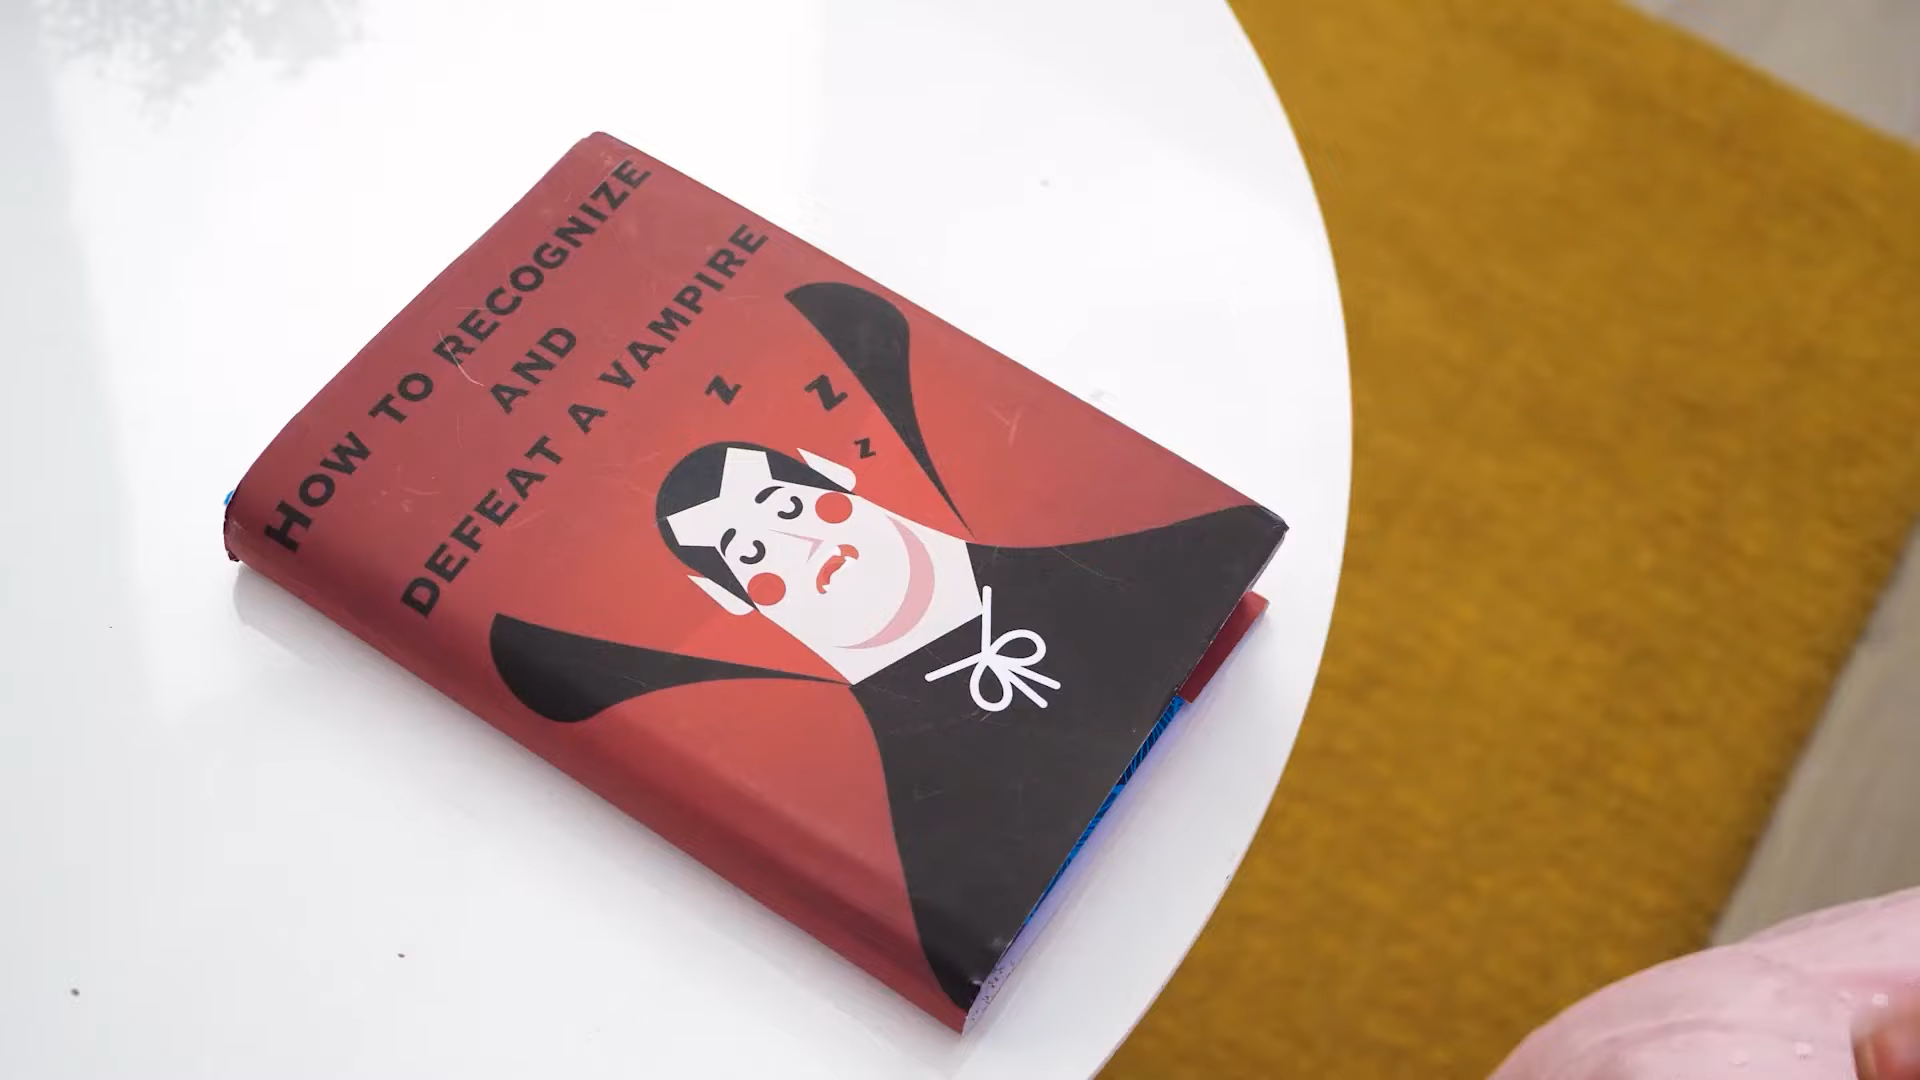 HOW TO RECOGNIZE
AND
DEFEAT A VAMPIRE
Z
Z
Z